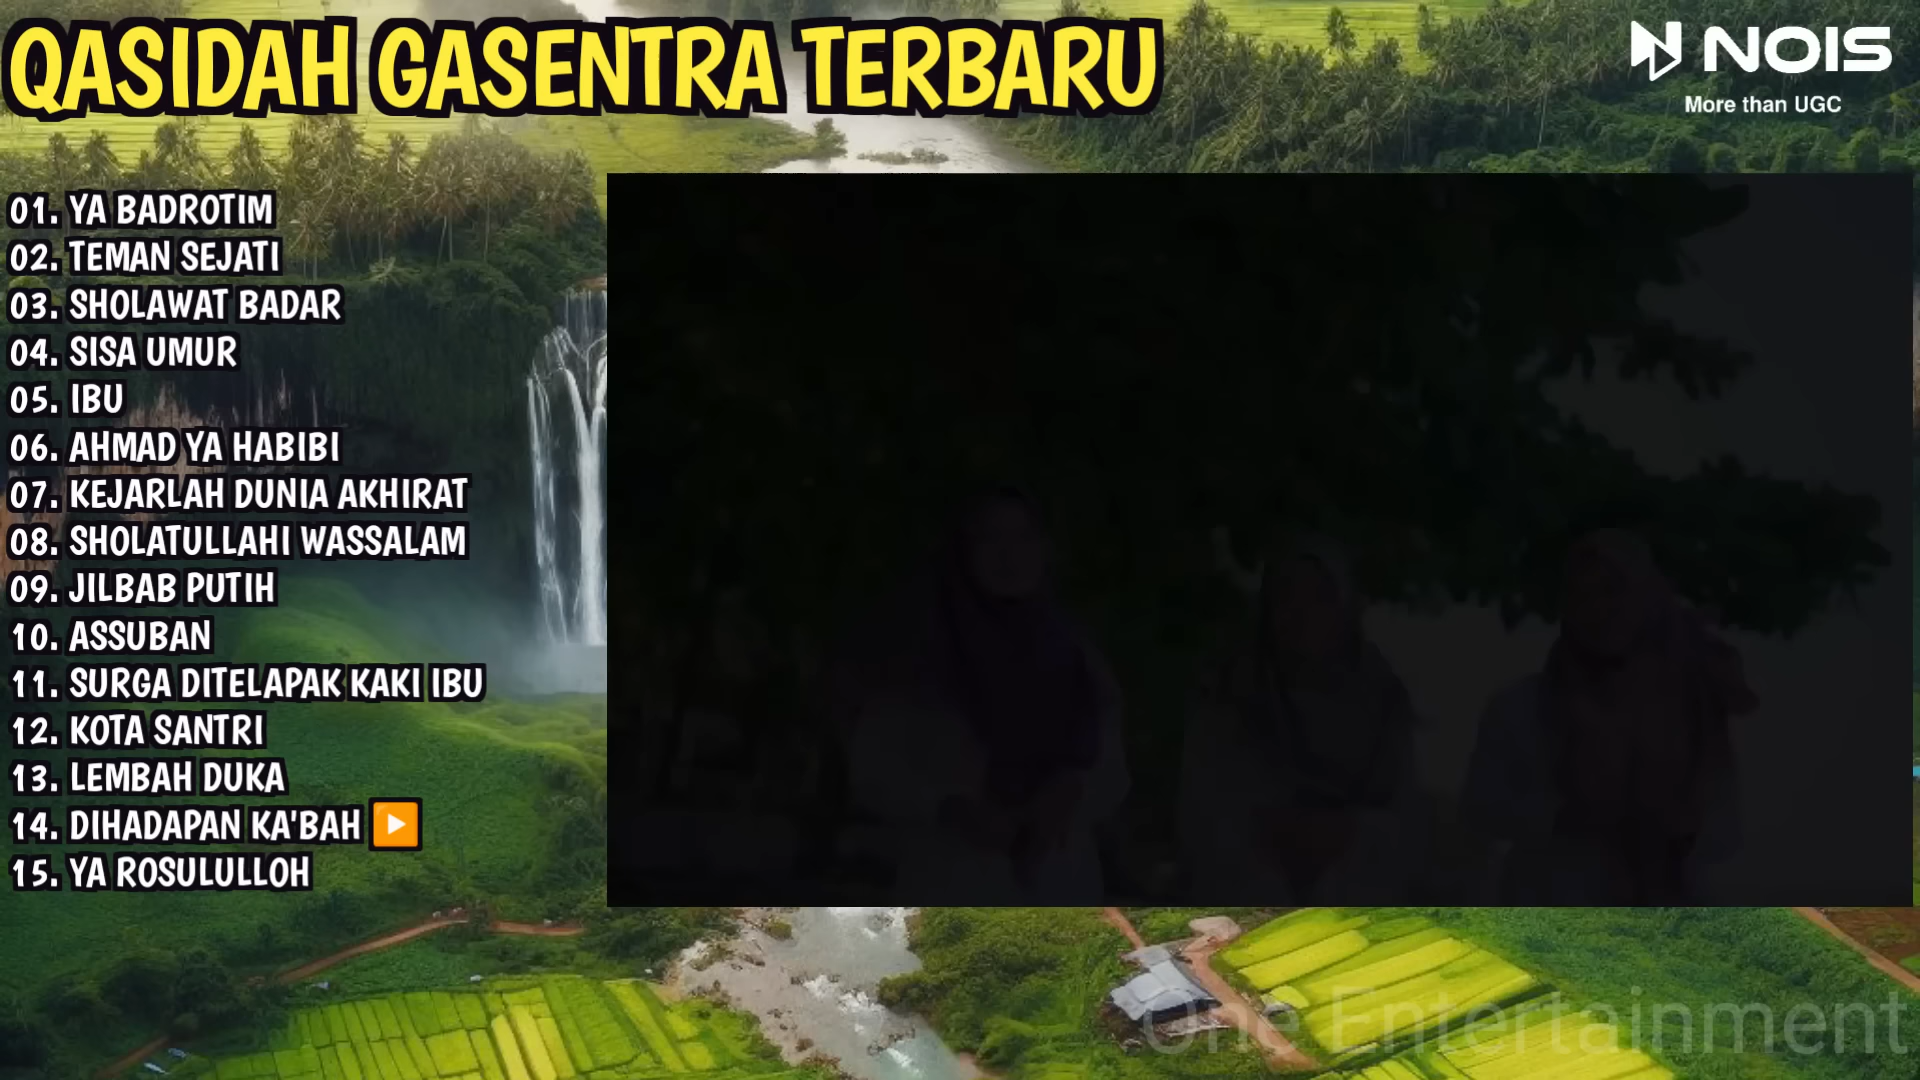 QASIDAH GASENTRA TERBARU
NOIS
More than UGC
01. YA BADROTIM
02. TEMAN SEJATI
03. SHOLAWAT BADAR
04. SISA UMUR
05. IBU
06. AHMAD YA HABIBI
07. KEJARLAH DUNIA AKHIRAT
08. SHOLATULLAHI WASSALAM
09. JILBAB PUTIH
10. ASSUBAN
11. SURGA DITELAPAK KAKI IBU
12. KOTA SANTRI
13. LEMBAH DUKA
14. DIHADAPAN KA'BAH
15. YA ROSULULLOH
One Entertainment